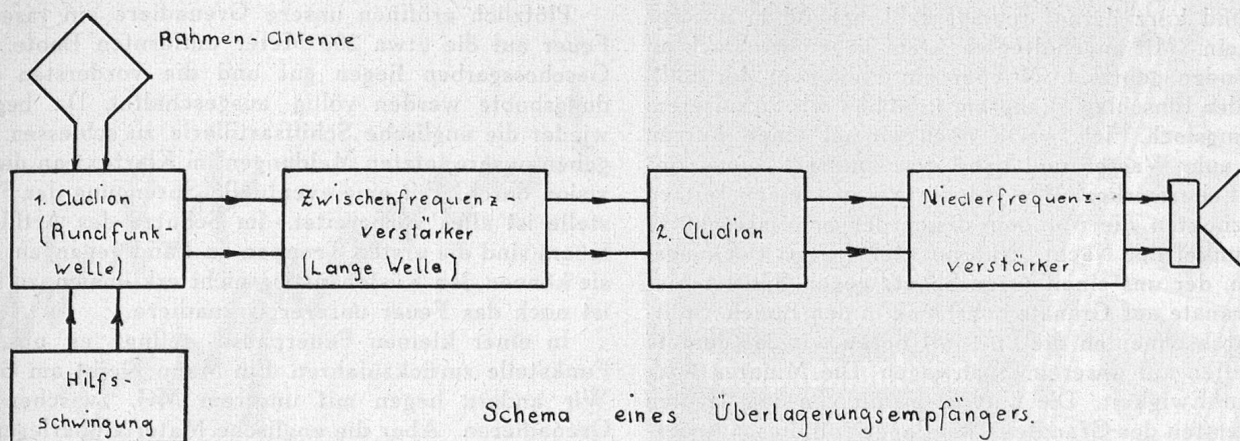 Rahmen-Antenne
1. Audion
(Rundfunk-
welle)
Zwischenfrequenz-
verstärker
(Lange Welle)
2. Audion
Niederfrequenz-
verstärker
Hilfs-
schwingung
Schema eines Überlagerungsempfängers.